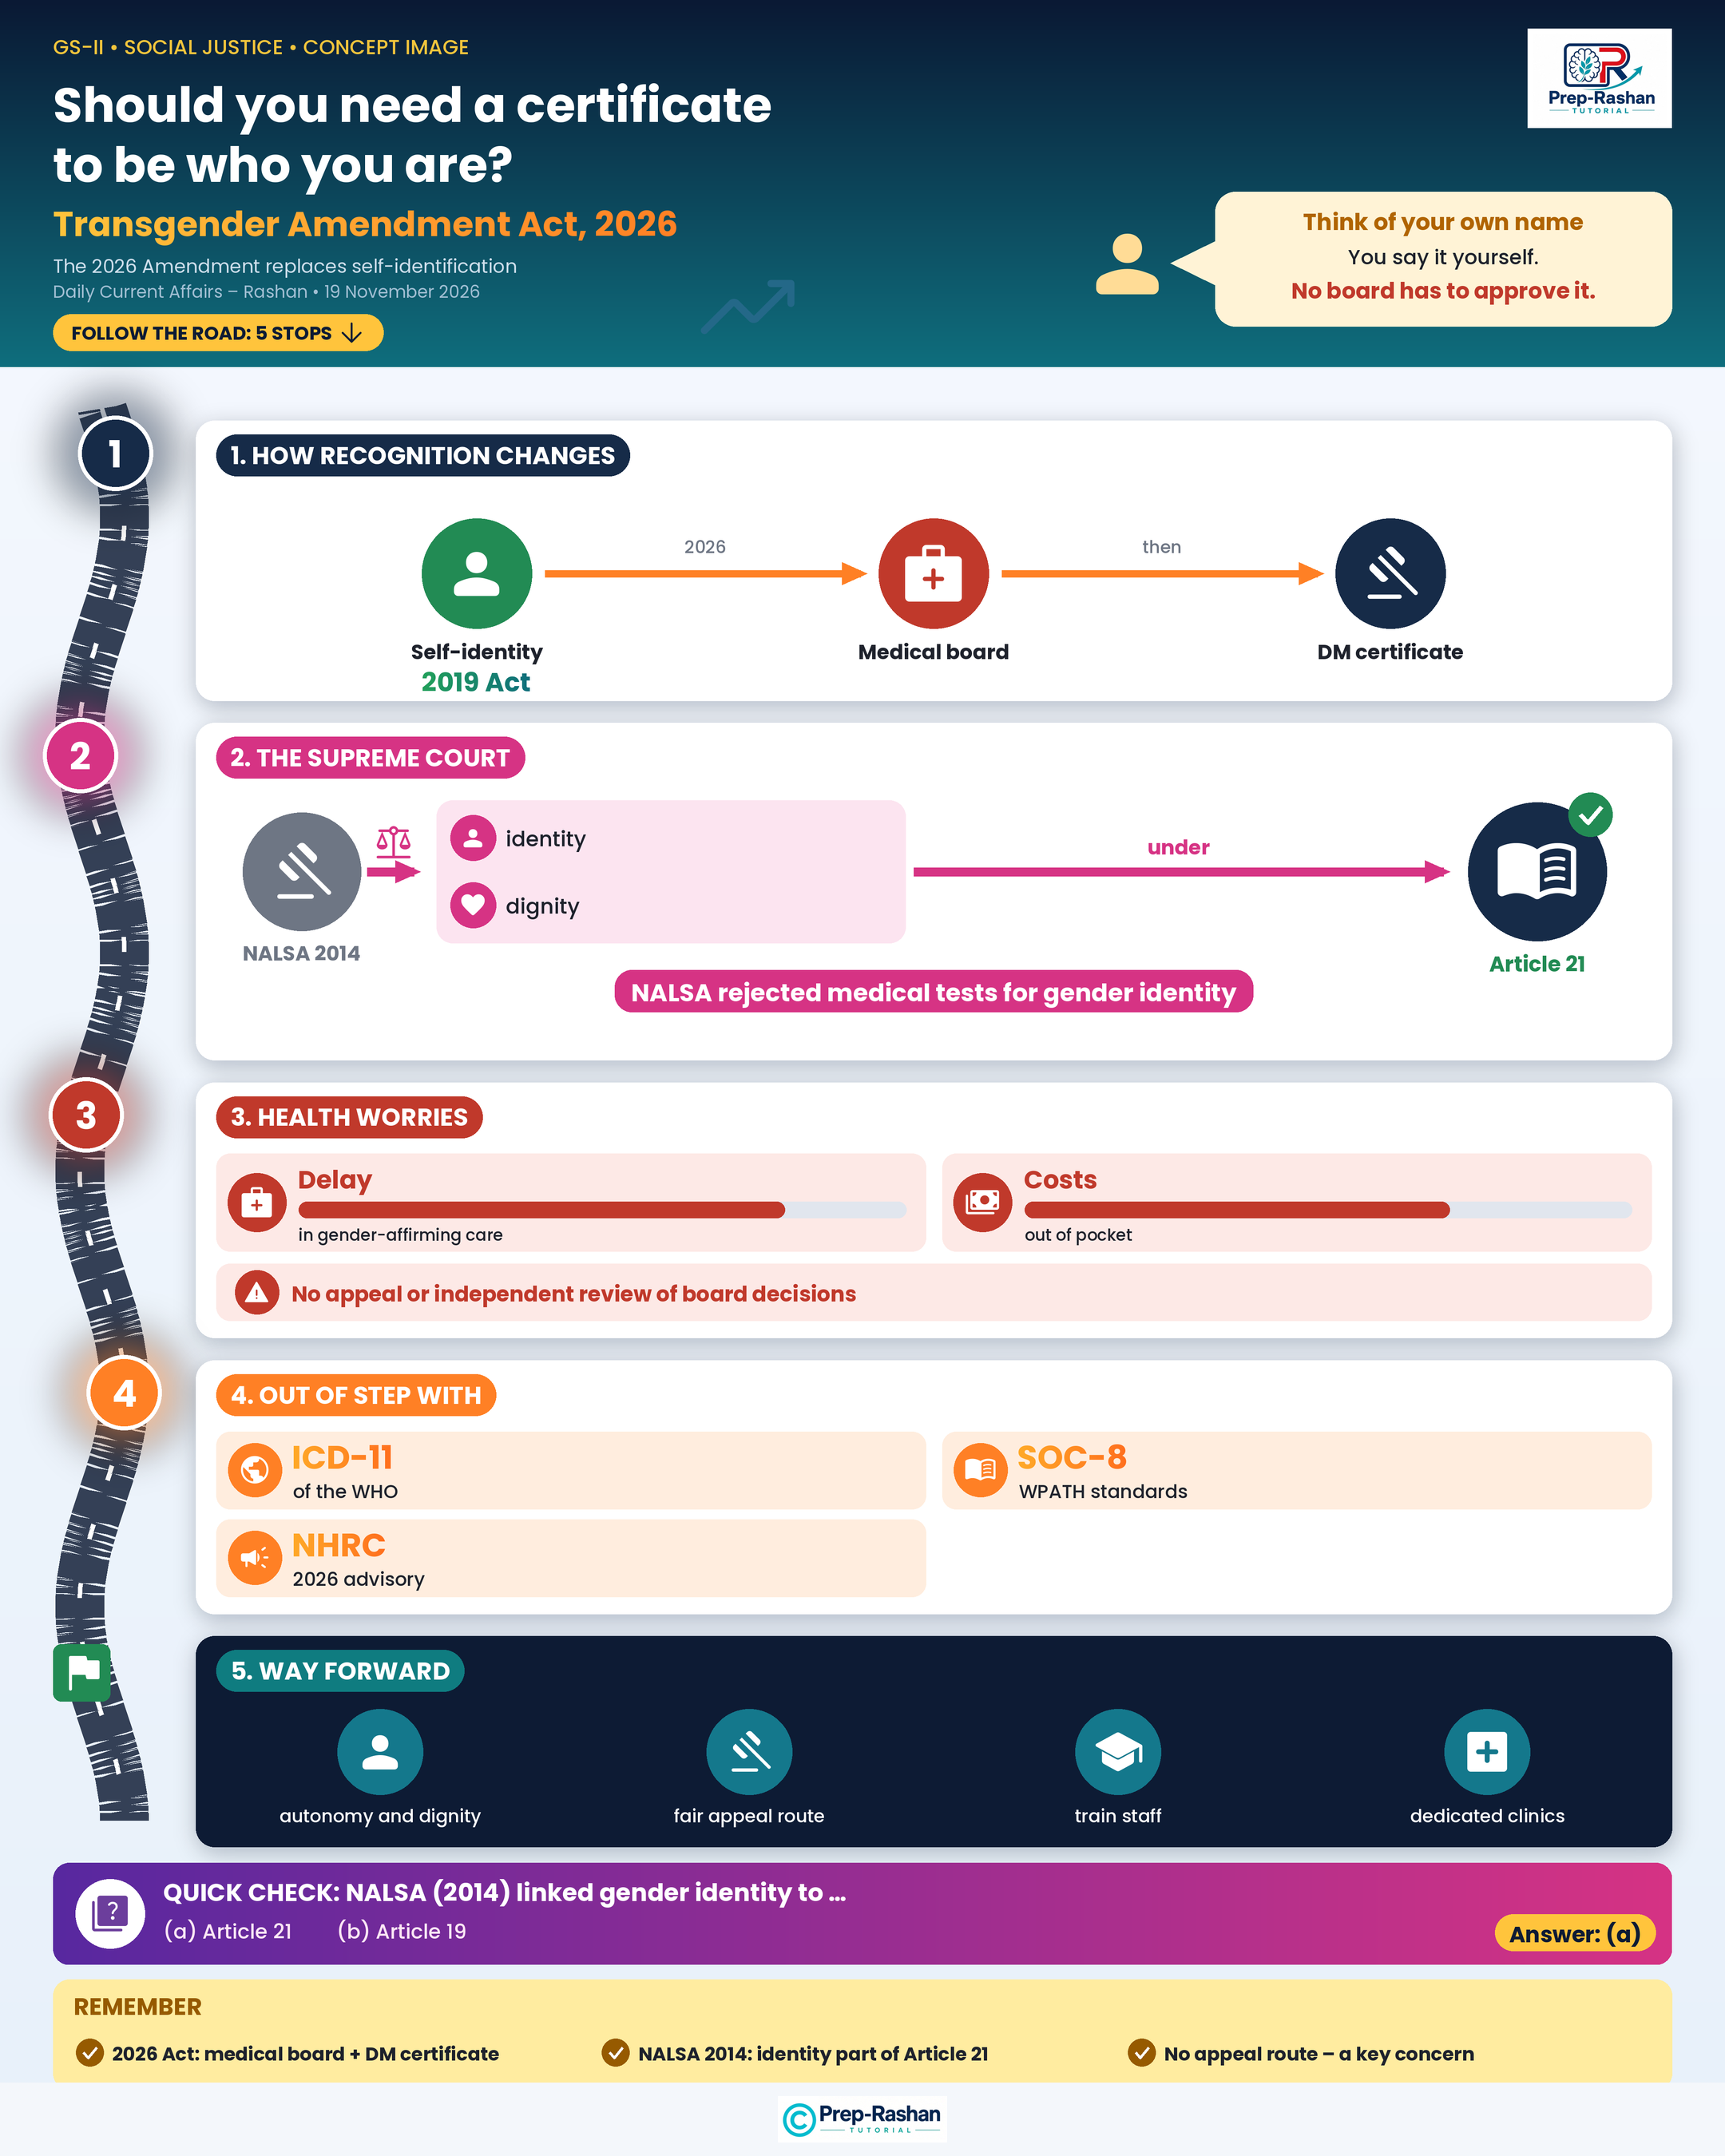 GS-II • SOCIAL JUSTICE • CONCEPT IMAGE
Should you need a certificate
to be who you are?
Transgender Amendment Act, 2026
The 2026 Amendment replaces self-identification
Daily Current Affairs – Rashan • 19 November 2026
FOLLOW THE ROAD: 5 STOPS
Prep-Rashan
TUTORIAL
Think of your own name
You say it yourself.
No board has to approve it.
1
1. HOW RECOGNITION CHANGES
2026
then
Self-identity
2019 Act
Medical board
DM certificate
2
2. THE SUPREME COURT
identity
dignity
under
NALSA 2014
Article 21
NALSA rejected medical tests for gender identity
3
3. HEALTH WORRIES
Delay
in gender-affirming care
Costs
out of pocket
No appeal or independent review of board decisions
4
4. OUT OF STEP WITH
ICD-11
of the WHO
SOC-8
WPATH standards
NHRC
2026 advisory
5. WAY FORWARD
autonomy and dignity
fair appeal route
train staff
dedicated clinics
QUICK CHECK: NALSA (2014) linked gender identity to ...
(a) Article 21 (b) Article 19
Answer: (a)
REMEMBER
2026 Act: medical board + DM certificate
NALSA 2014: identity part of Article 21
No appeal route – a key concern
© Prep-Rashan
TUTORIAL